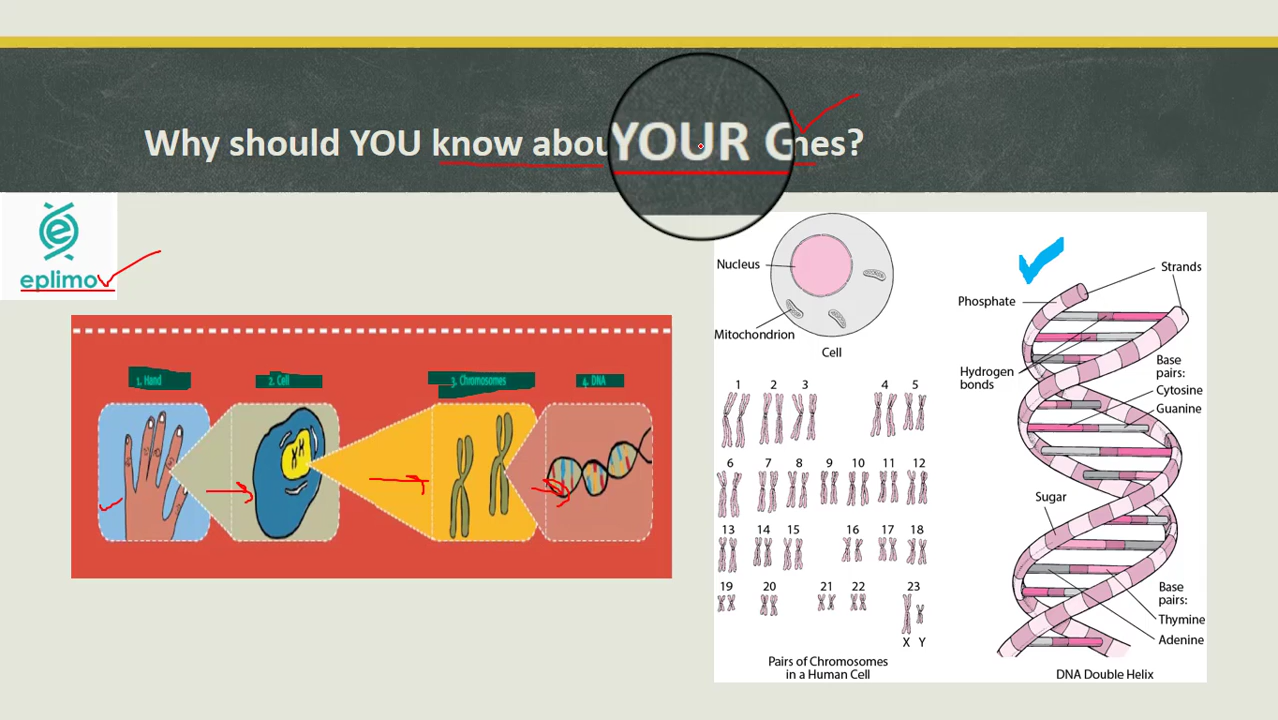 Why should YOU know about YOUR Genes?
eplimo
1. Hand
2. Cell
3. Chromosomes
4. DNA
Nucleus
Mitochondrion
Cell
1 2 3 4 5
6 7 8 9 10 11 12
13 14 15 16 17 18
19 20 21 22 23
X Y
Pairs of Chromosomes
in a Human Cell
Strands
Phosphate
Hydrogen
bonds
Base
pairs:
Cytosine
Guanine
Sugar
Base
pairs:
Thymine
Adenine
DNA Double Helix